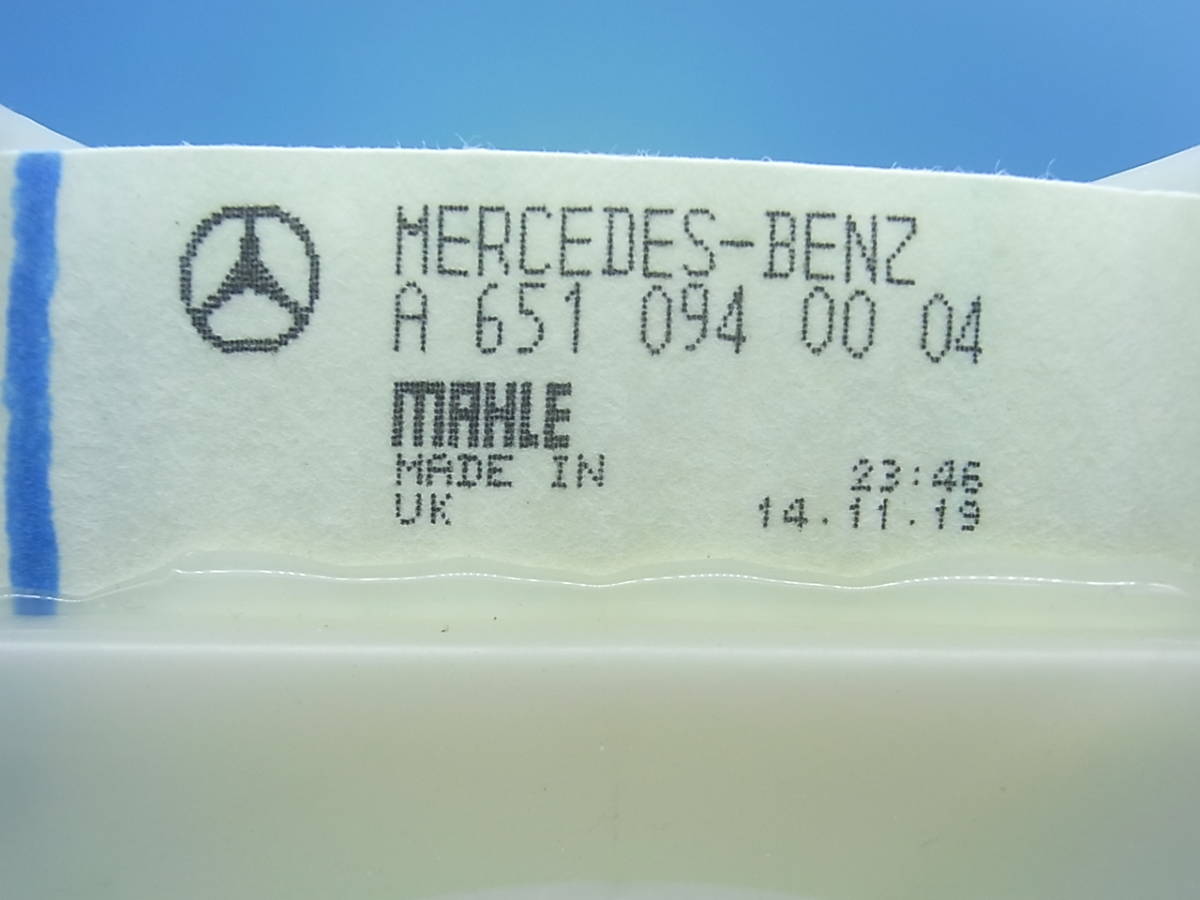 MERCEDES-BENZ
A 651 094 00 04
MAHLE
MADE IN 23:46
UK 14.11.19